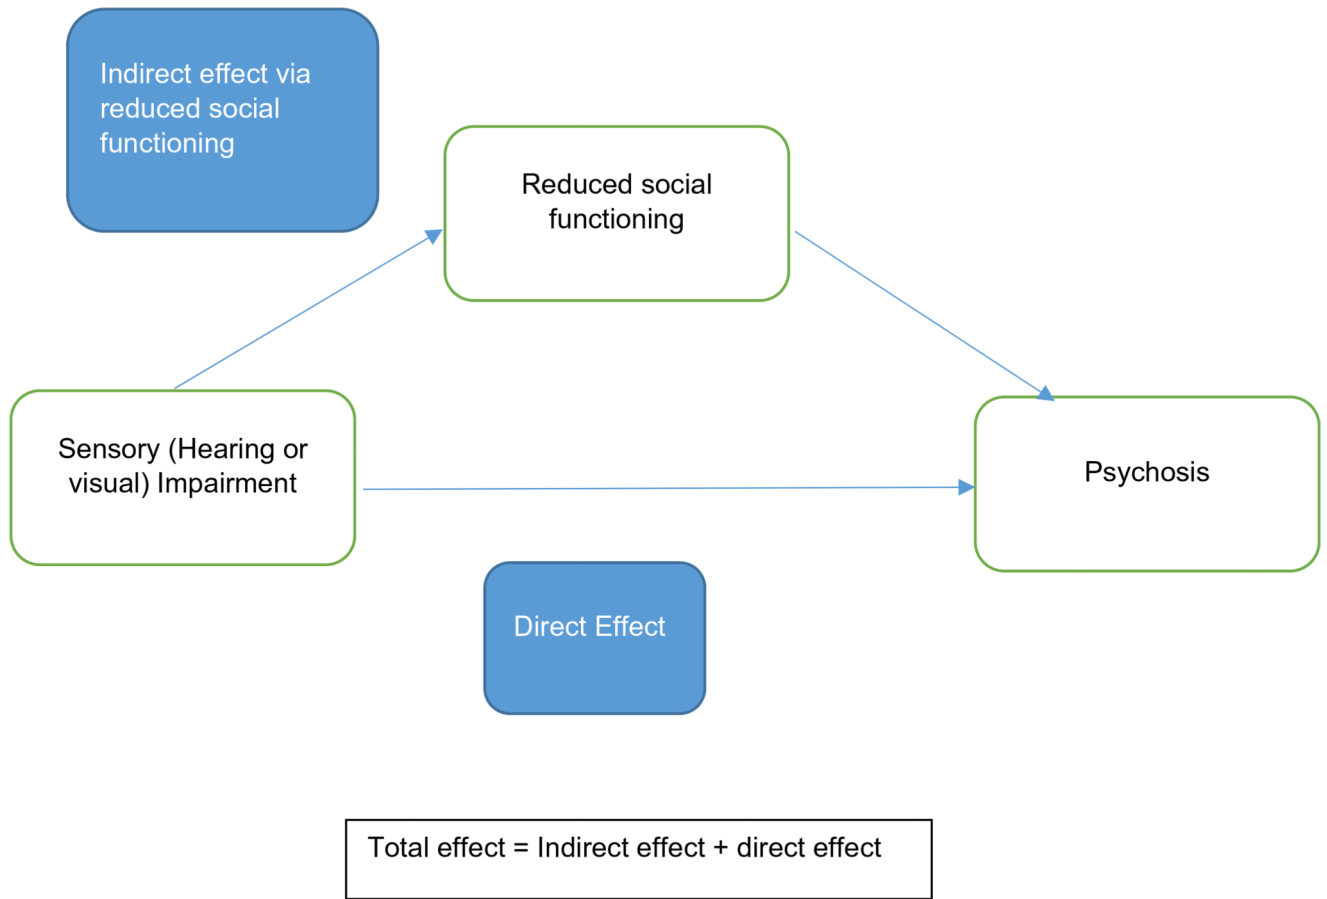 Indirect effect via
reduced social
functioning
Reduced social
functioning
Sensory (Hearing or
visual) Impairment
Psychosis
Direct Effect
Total effect = Indirect effect + direct effect